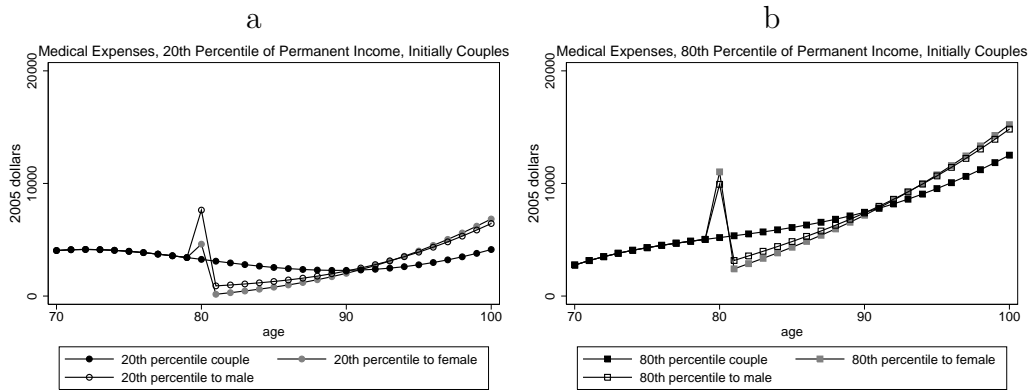 a
Medical Expenses, 20th Percentile of Permanent Income, Initially Couples
20000
10000
0
2005 dollars
70 80 90 100
age
20th percentile couple 20th percentile to female
20th percentile to male
b
Medical Expenses, 80th Percentile of Permanent Income, Initially Couples
20000
10000
0
2005 dollars
70 80 90 100
age
80th percentile couple 80th percentile to female
80th percentile to male